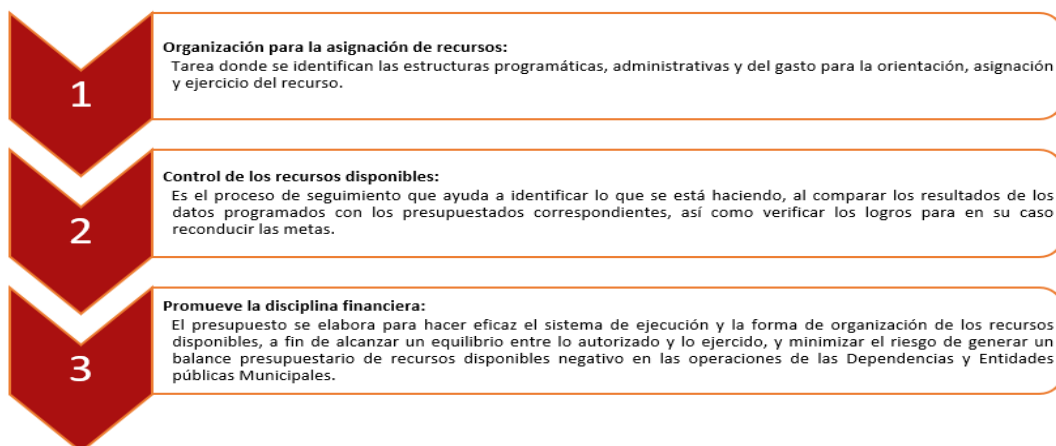 1
Organización para la asignación de recursos:
Tarea donde se identifican las estructuras programáticas, administrativas y del gasto para la orientación, asignación
y ejercicio del recurso.
2
Control de los recursos disponibles:
Es el proceso de seguimiento que ayuda a identificar lo que se está haciendo, al comparar los resultados de los
datos programados con los presupuestados correspondientes, así como verificar los logros para en su caso
reconducir las metas.
3
Promueve la disciplina financiera:
El presupuesto se elabora para hacer eficaz el sistema de ejecución y la forma de organización de los recursos
disponibles, a fin de alcanzar un equilibrio entre lo autorizado y lo ejercido, y minimizar el riesgo de generar un
balance presupuestario de recursos disponibles negativo en las operaciones de las Dependencias y Entidades
públicas Municipales.